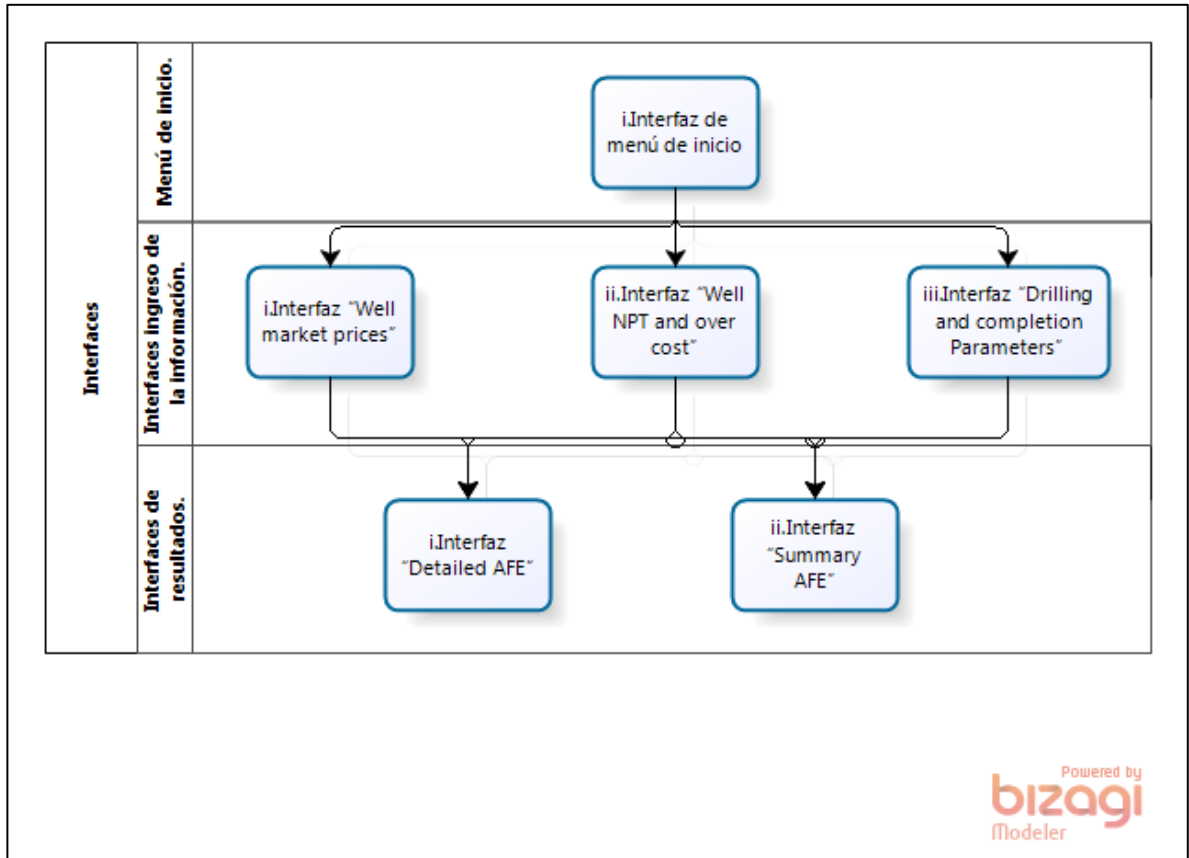 Interfaces
Menú de inicio.
i.Interfaz de
menú de inicio
Interfaces ingreso de
la información.
i.Interfaz “Well
market prices”
ii.Interfaz “Well
NPT and over
cost”
iii.Interfaz “Drilling
and completion
Parameters”
Interfaces de
resultados.
i.Interfaz
“Detailed AFE”
ii.Interfaz
“Summary
AFE”
Powered by
bizagi
Modeler